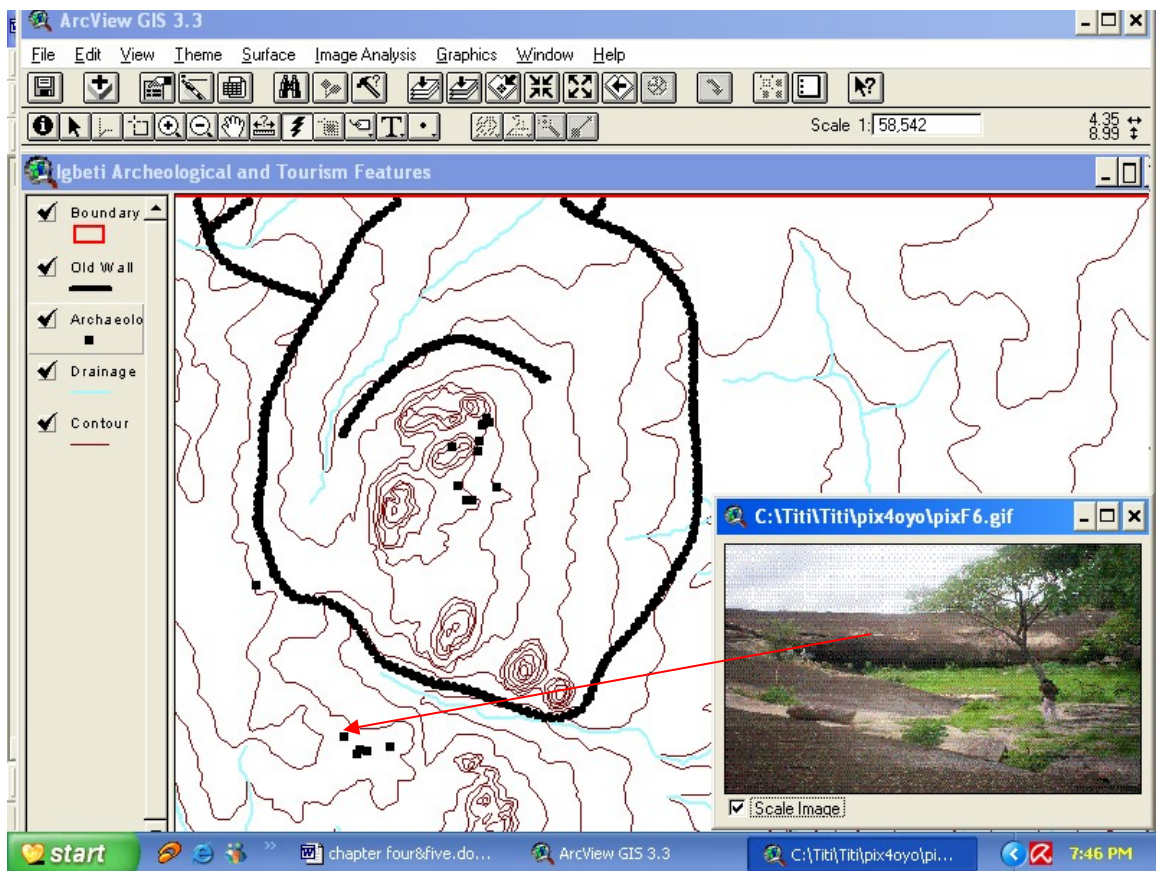 ArcView GIS 3.3
File Edit View Theme Surface Image Analysis Graphics Window Help
Scale 1: 58,542
4.35
8.99
Igbeti Archeological and Tourism Features
Boundary
Old Wall
Archaeolo
Drainage
Contour
C:\Titi\Titi\pix4oyo\pixF6.gif
Scale Image
start
chapter four&five.do...
ArcView GIS 3.3
C:\Titi\Titi\pix4oyo\pi...
7:46 PM